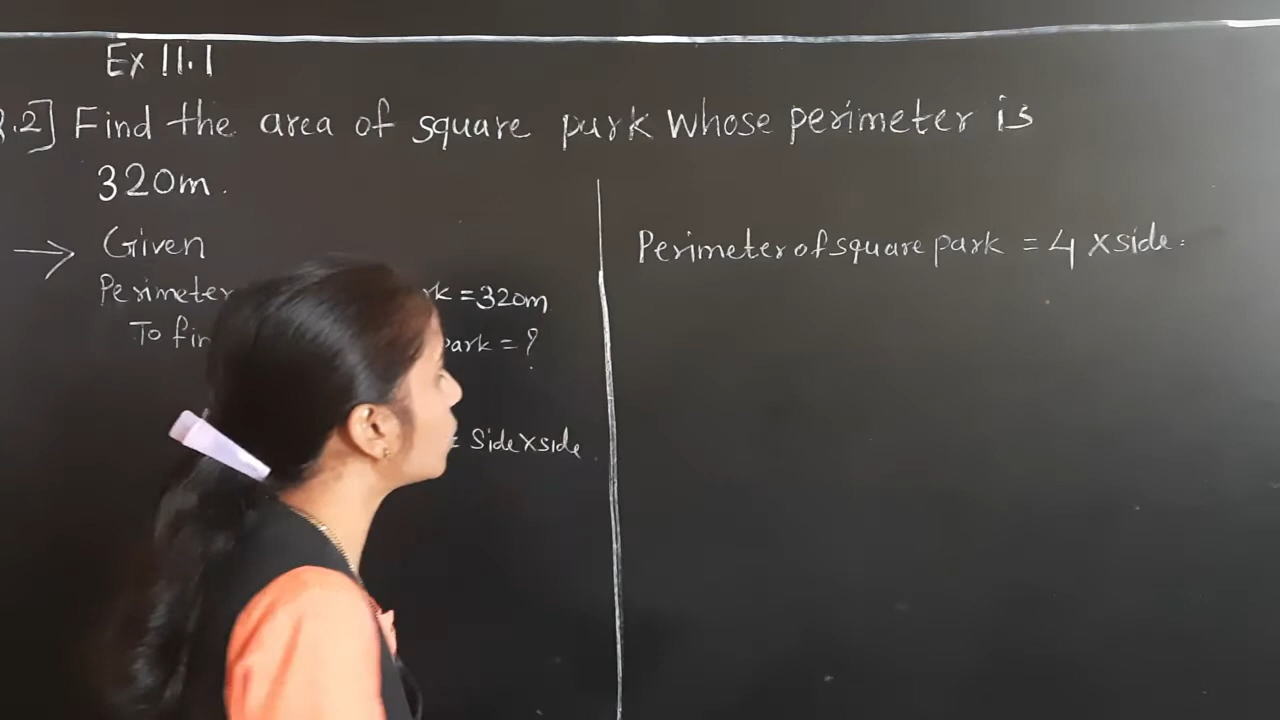 Ex 11.1
.2] Find the area of square park whose perimeter is
320m.
→ Given
Perimeter rk = 320m
To fin park = ?
= Side × side
Perimeter of square park = 4 × side.